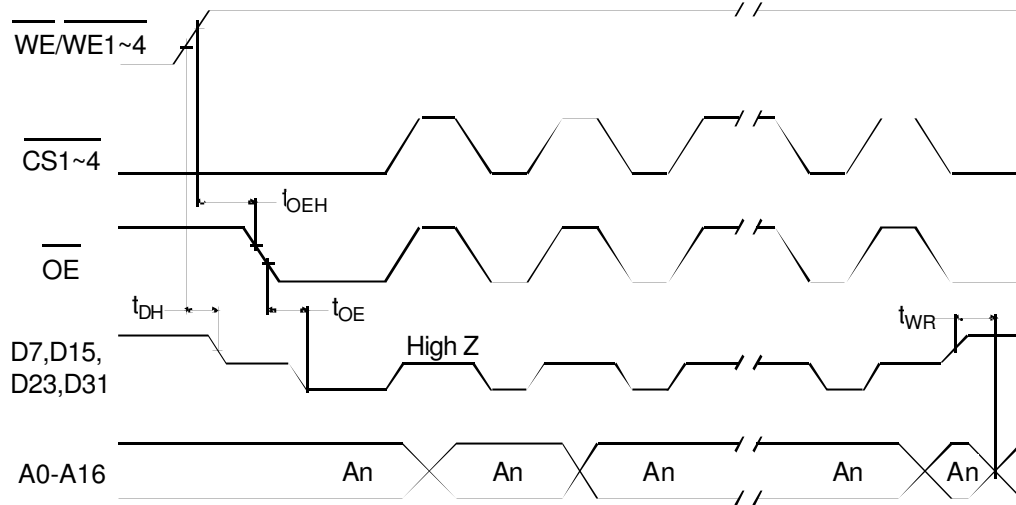 WE/WE1~4
CS1~4
tOEH
OE
tDH
tOE
tWR
D7,D15,
D23,D31
High Z
A0-A16
An
An
An
An
An